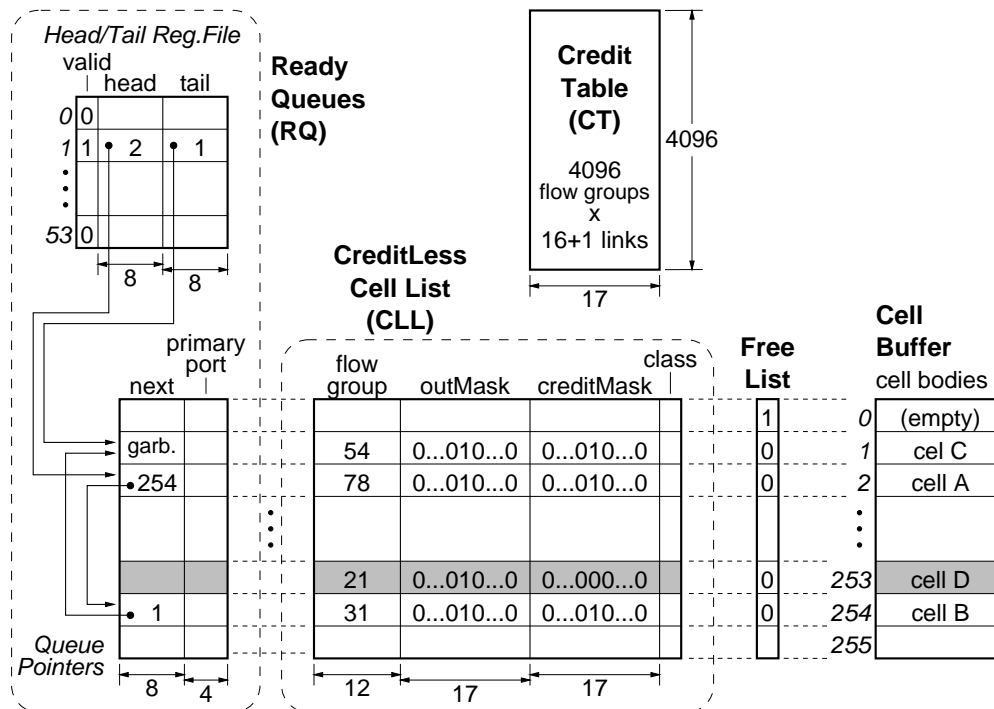 Head/Tail Reg.File
valid
head tail
0 0
1 1 2 1
53 0
8 8
Ready
Queues
(RQ)
Credit
Table
(CT)
4096
flow groups
x
16+1 links
4096
17
CreditLess
Cell List
(CLL)
primary
port
next
flow
group
outMask
creditMask
class
Free
List
Cell
Buffer
cell bodies
1 0 (empty)
garb. 54 0...010...0 0...010...0 0 1 cel C
254 78 0...010...0 0...010...0 0 2 cell A
21 0...010...0 0...000...0 0 253 cell D
1 31 0...010...0 0...010...0 0 254 cell B
255
Queue
Pointers
8 4 12 17 17